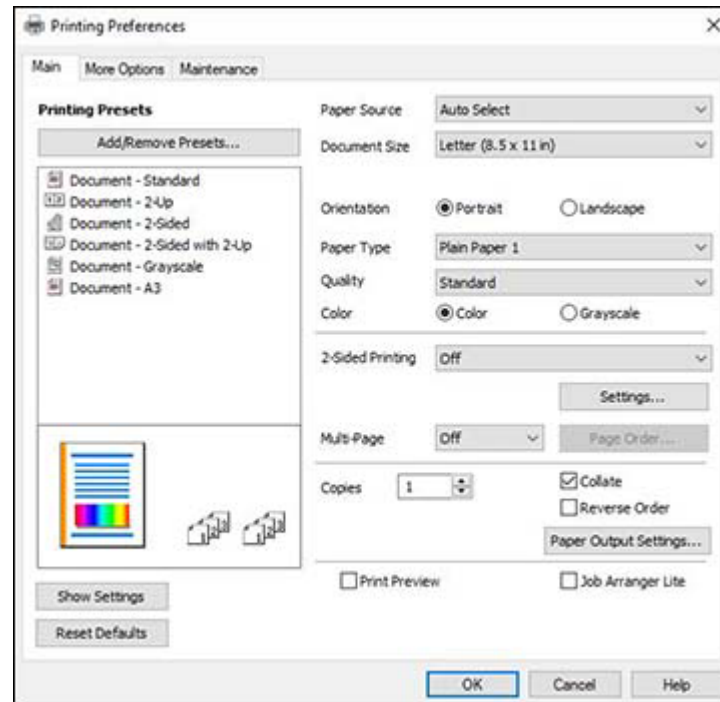 Printing Preferences
Main More Options Maintenance
Printing Presets
Add/Remove Presets...
Document - Standard
Document - 2-Up
Document - 2-Sided
Document - 2-Sided with 2-Up
Document - Grayscale
Document - A3
Show Settings
Reset Defaults
Paper Source Auto Select
Document Size Letter (8.5 x 11 in)
Orientation Portrait Landscape
Paper Type Plain Paper 1
Quality Standard
Color Color Grayscale
2-Sided Printing Off
Settings...
Multi-Page Off Page Order...
Copies 1 Collate
Reverse Order
Paper Output Settings...
Print Preview Job Arranger Lite
OK Cancel Help